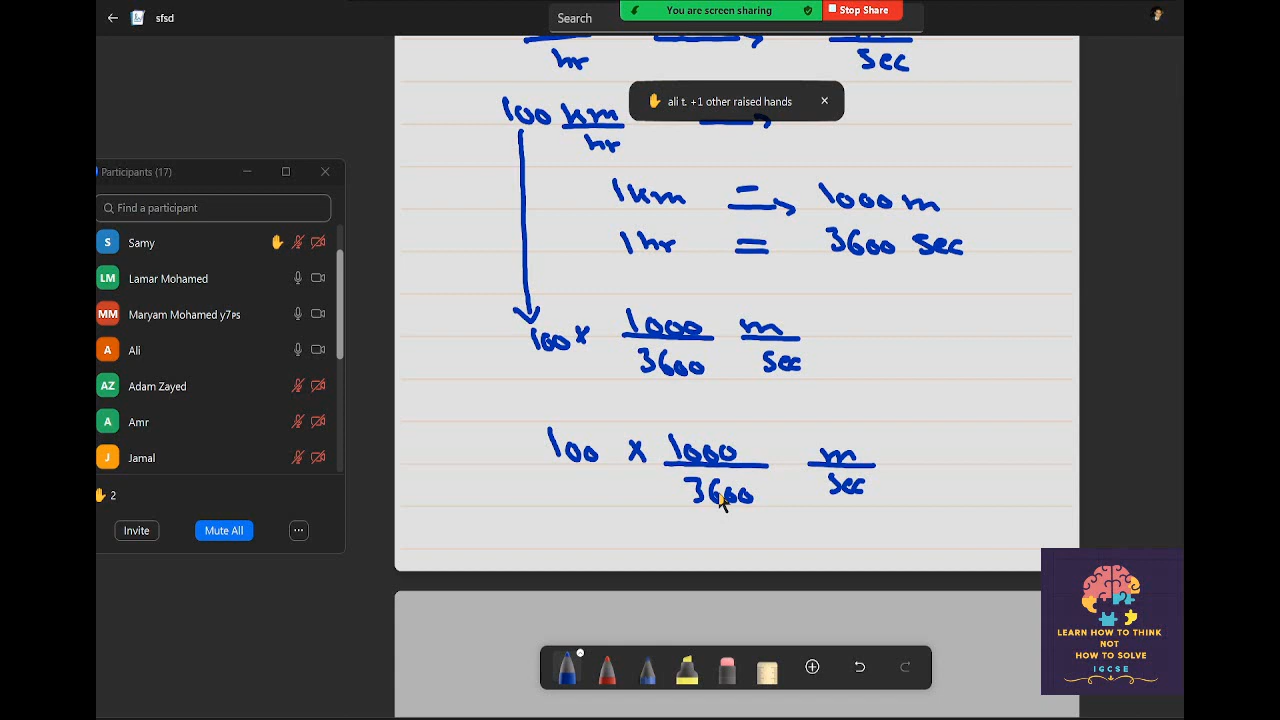 sfsd
Search
You are screen sharing
Stop Share
hr
sec
ali t. +1 other raised hands
100 km
hr
1km = 1000 m
1hr = 3600 sec
100 x 1000 m
3600 sec
100 x 1000 m
3600 sec
Participants (17)
Find a participant
S Samy
LM Lamar Mohamed
MM Maryam Mohamed y7Ps
A Ali
AZ Adam Zayed
A Amr
J Jamal
2
Invite
Mute All
LEARN HOW TO THINK
NOT
HOW TO SOLVE
IGCSE